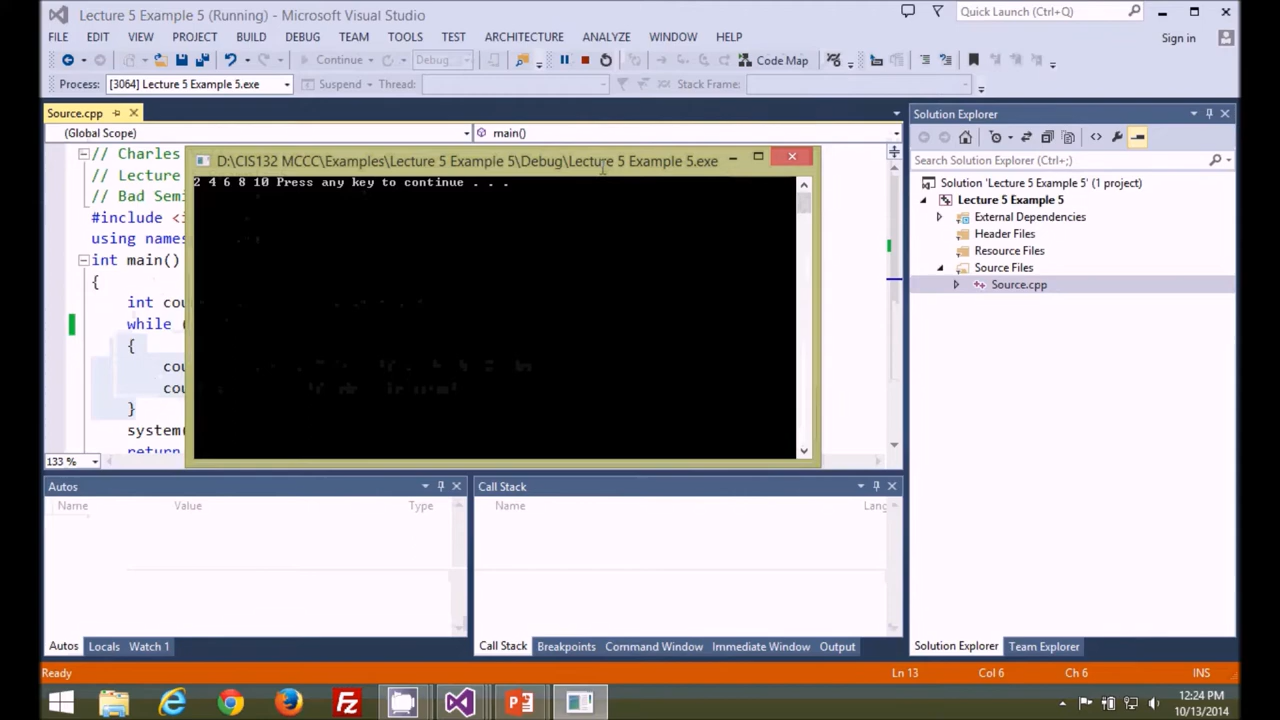 Lecture 5 Example 5 (Running) - Microsoft Visual Studio
Quick Launch (Ctrl+Q)
FILE EDIT VIEW PROJECT BUILD DEBUG TEAM TOOLS TEST ARCHITECTURE ANALYZE WINDOW HELP
Sign in
Continue Debug Code Map
Process: [3064] Lecture 5 Example 5.exe Suspend Thread: Stack Frame:
Source.cpp
(Global Scope) main()
// Charles
// Lecture
// Bad Semi
#include <i
using names
int main()
{
int cou
while (
{
cou
cou
}
system(
return
133 %
D:\CIS132 MCCC\Examples\Lecture 5 Example 5\Debug\Lecture 5 Example 5.exe
2 4 6 8 10 Press any key to continue . . .
Solution Explorer
Search Solution Explorer (Ctrl+;)
Solution 'Lecture 5 Example 5' (1 project)
Lecture 5 Example 5
External Dependencies
Header Files
Resource Files
Source Files
Source.cpp
Autos
Name Value Type
Call Stack
Name Lang
Autos Locals Watch 1
Call Stack Breakpoints Command Window Immediate Window Output
Solution Explorer Team Explorer
Ready Ln 13 Col 6 Ch 6 INS
12:24 PM
10/13/2014